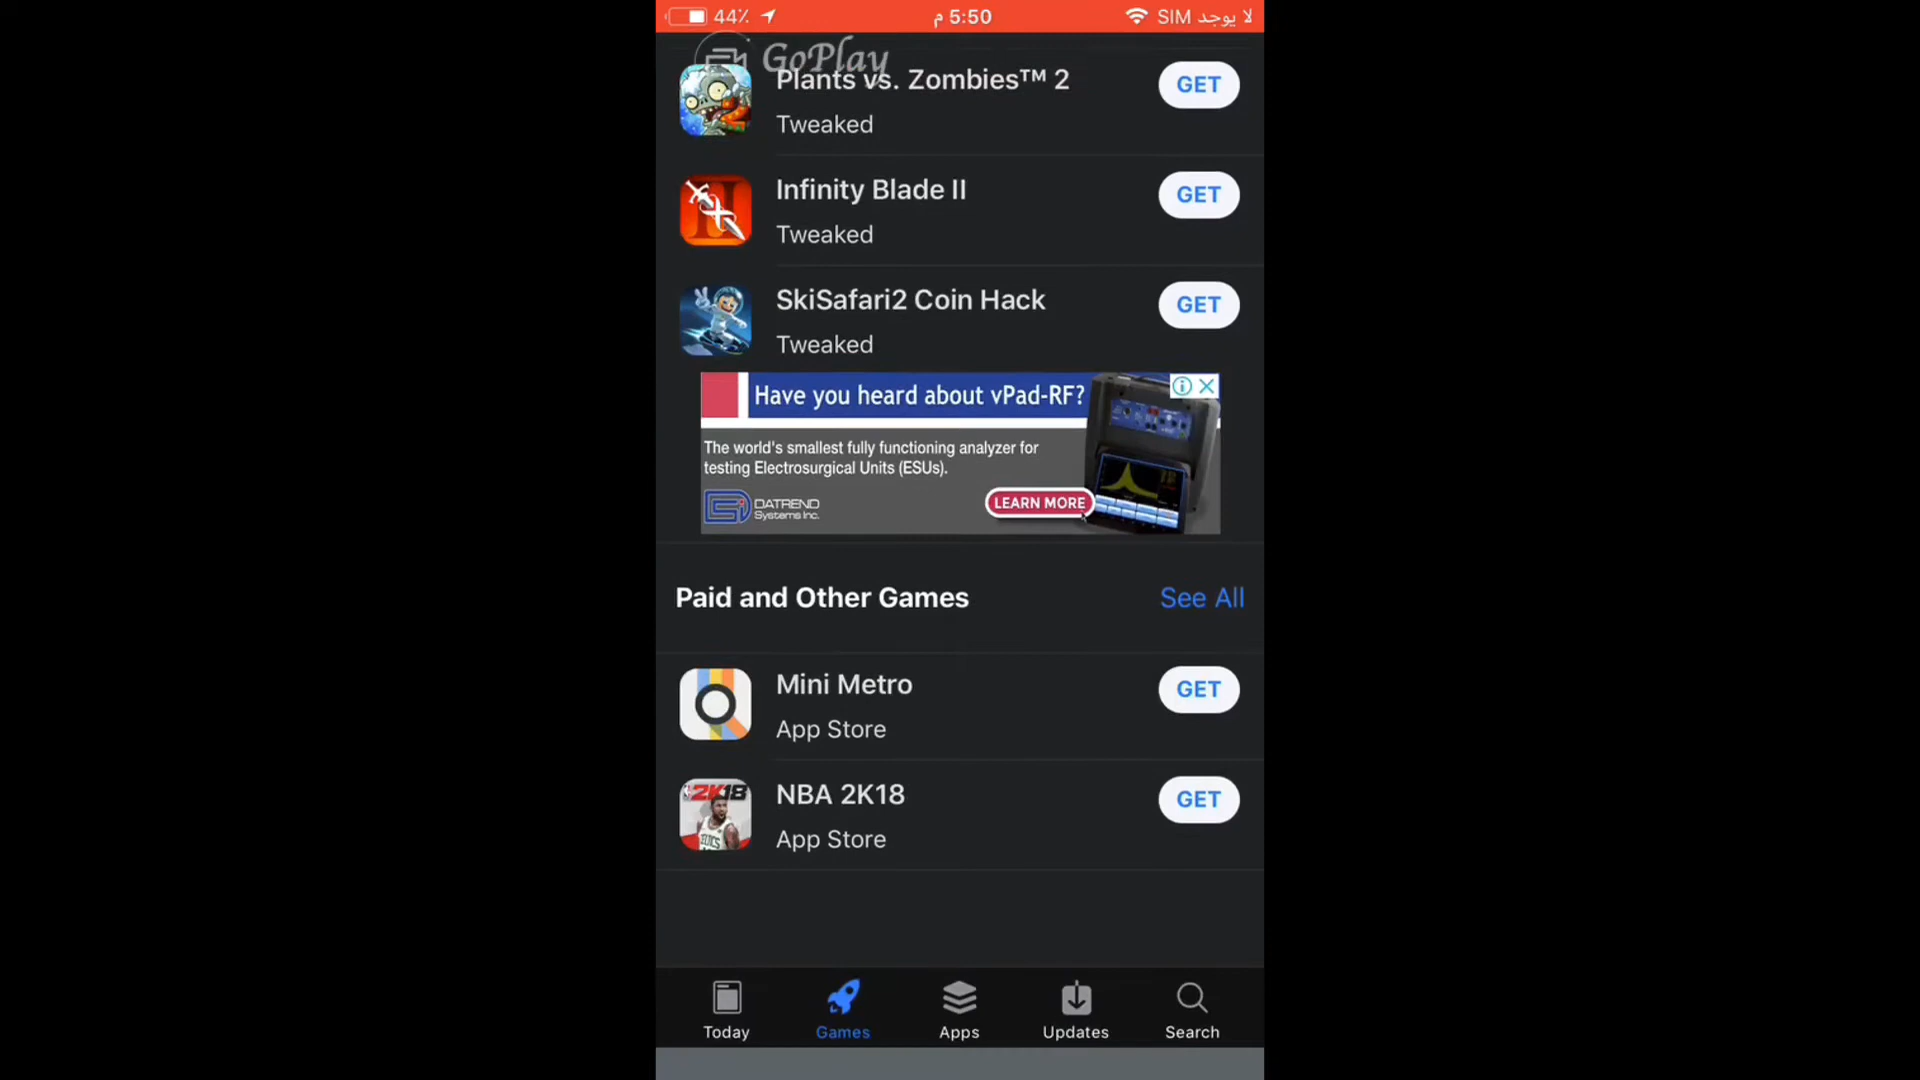 44٪ 5:50 م لا يوجد SIM
GoPlay
Plants vs. Zombies™ 2
GET
Tweaked
Infinity Blade II
GET
Tweaked
SkiSafari2 Coin Hack
GET
Tweaked
Have you heard about vPad-RF?
The world's smallest fully functioning analyzer for
testing Electrosurgical Units (ESUs).
DATREND
Systems Inc.
LEARN MORE
Paid and Other Games
See All
Mini Metro
GET
App Store
2K18
CELTICS
NBA 2K18
GET
App Store
Today
Games
Apps
Updates
Search